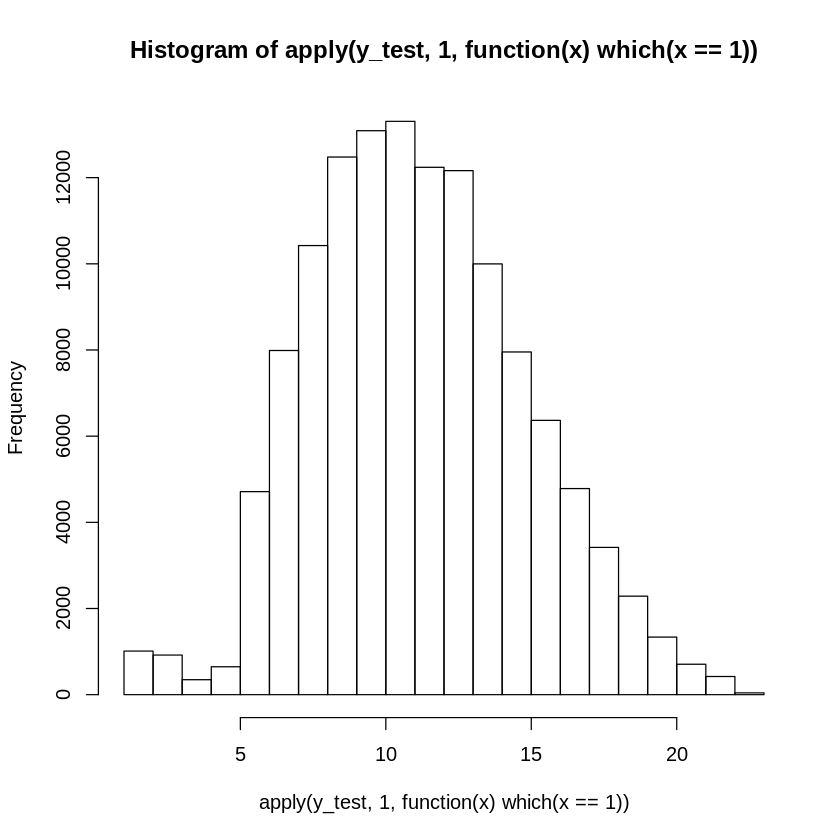 Histogram of apply(y_test, 1, function(x) which(x == 1))
Frequency
12000
10000
8000
6000
4000
2000
0
5 10 15 20
apply(y_test, 1, function(x) which(x == 1))